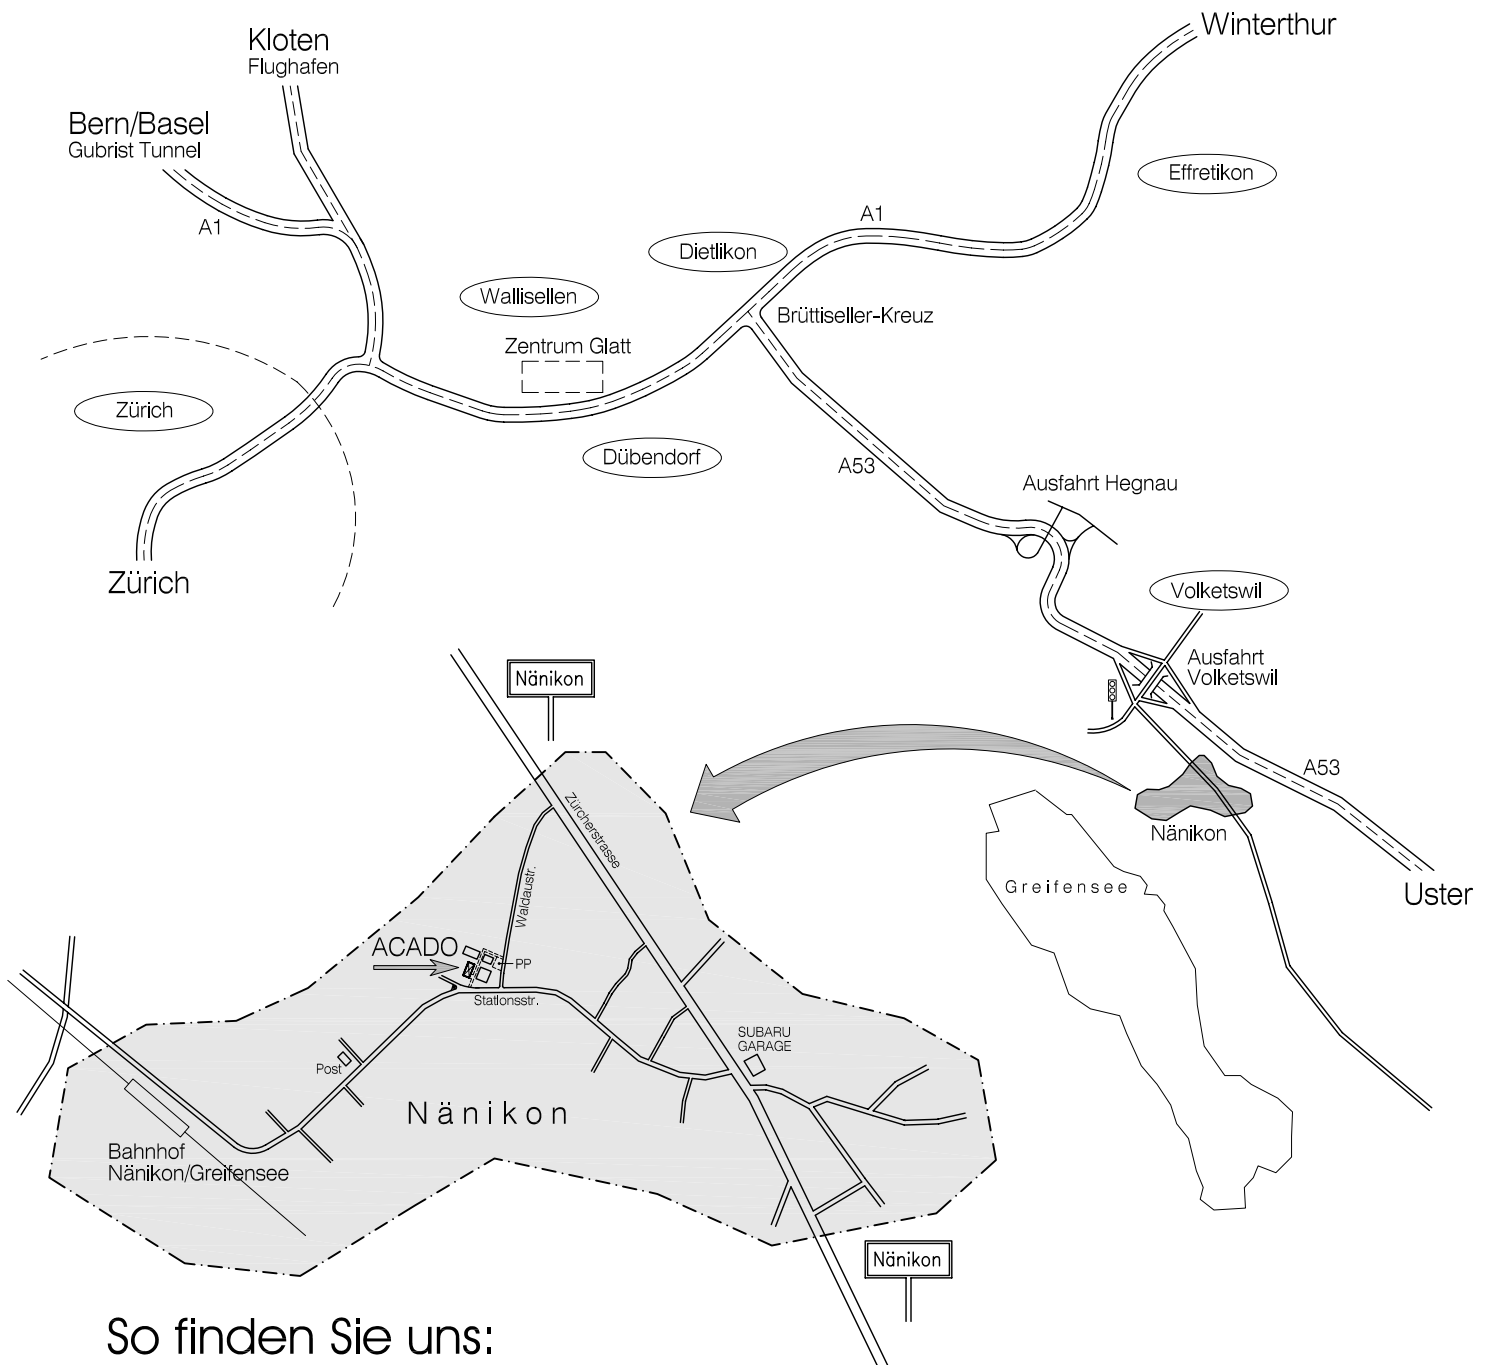 Winterthur
Kloten
Flughafen
Bern/Basel
Gubrist Tunnel
Effretikon
A1
A1
Dietlikon
Wallisellen
Brüttiseller-Kreuz
Zentrum Glatt
Zürich
Dübendorf
A53
Ausfahrt Hegnau
Zürich
Volketswil
Ausfahrt
Volketswil
Nänikon
A53
Nänikon
Greifensee
Uster
Zürcherstrasse
Waldaustr.
ACADO
PP
Stationsstr.
SUBARU
GARAGE
Post
Nänikon
Bahnhof
Nänikon/Greifensee
Nänikon
So finden Sie uns: